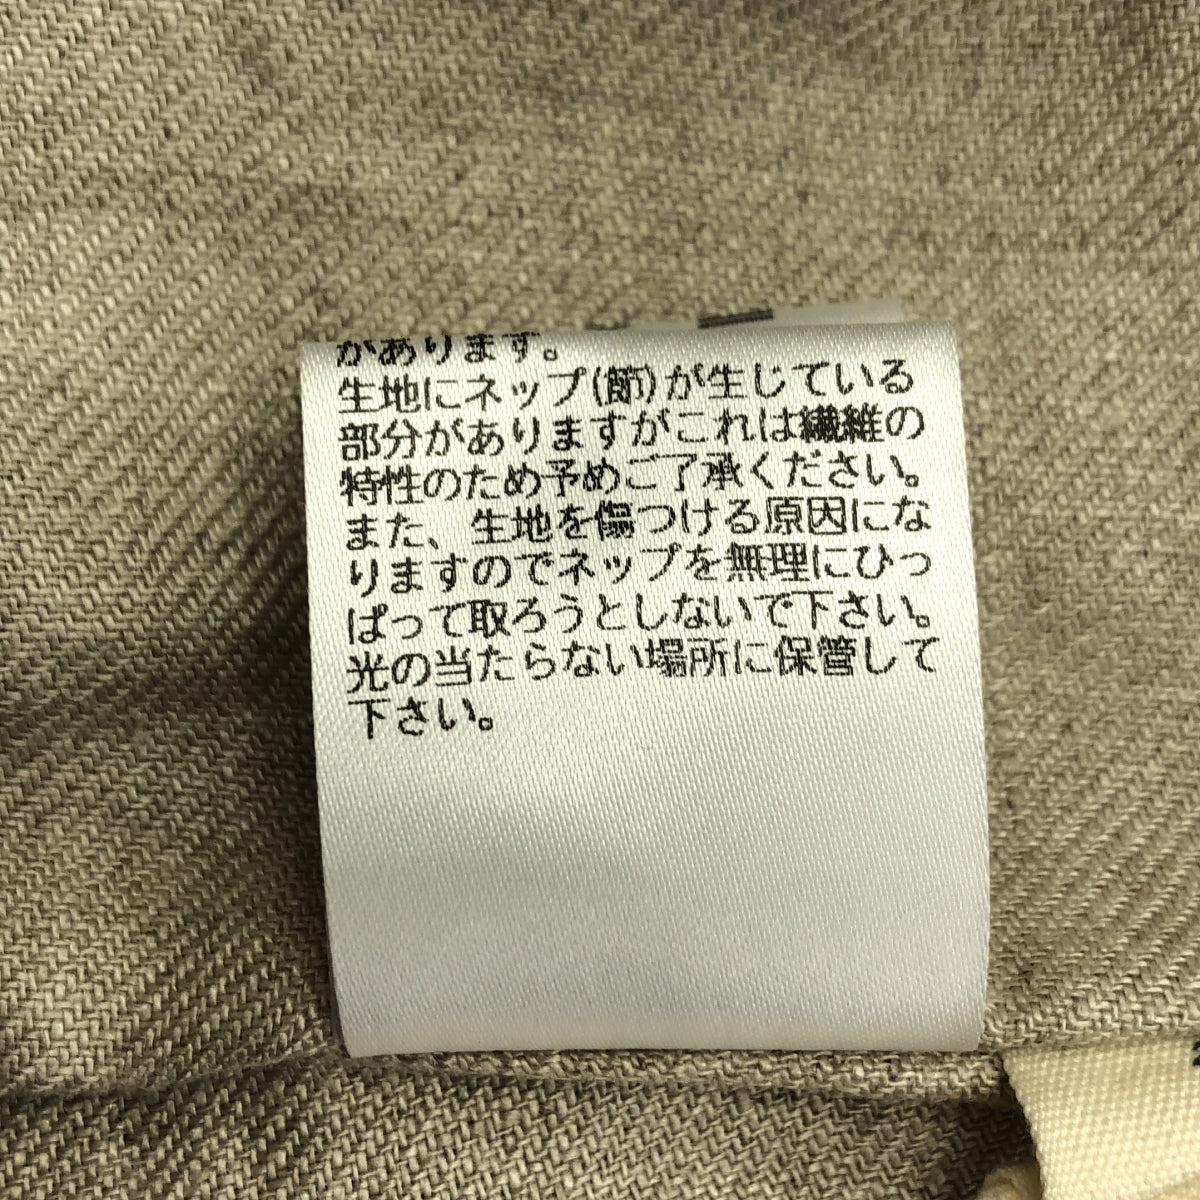 があります。
生地にネップ(節)が生じている
部分がありますがこれは繊維の
特性のため予めご了承ください。
また、生地を傷つける原因にな
りますのでネップを無理にひっ
ぱって取ろうとしないで下さい。
光の当たらない場所に保管して
下さい。